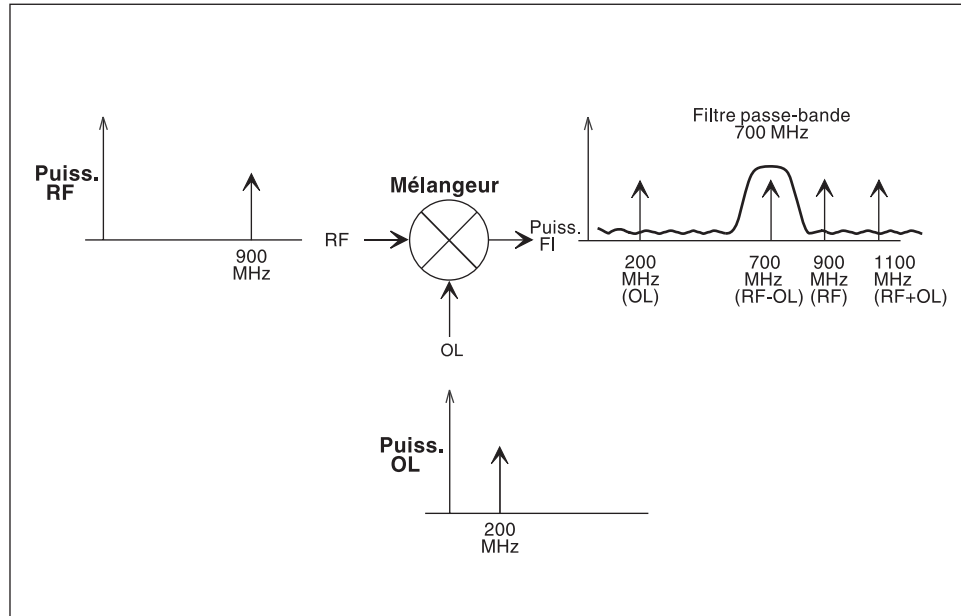 Filtre passe-bande
700 MHz
Puiss.
RF
900
MHz
Mélangeur
RF
OL
Puiss.
FI
200
MHz
(OL)
700
MHz
(RF-OL)
900
MHz
(RF)
1100
MHz
(RF+OL)
Puiss.
OL
200
MHz